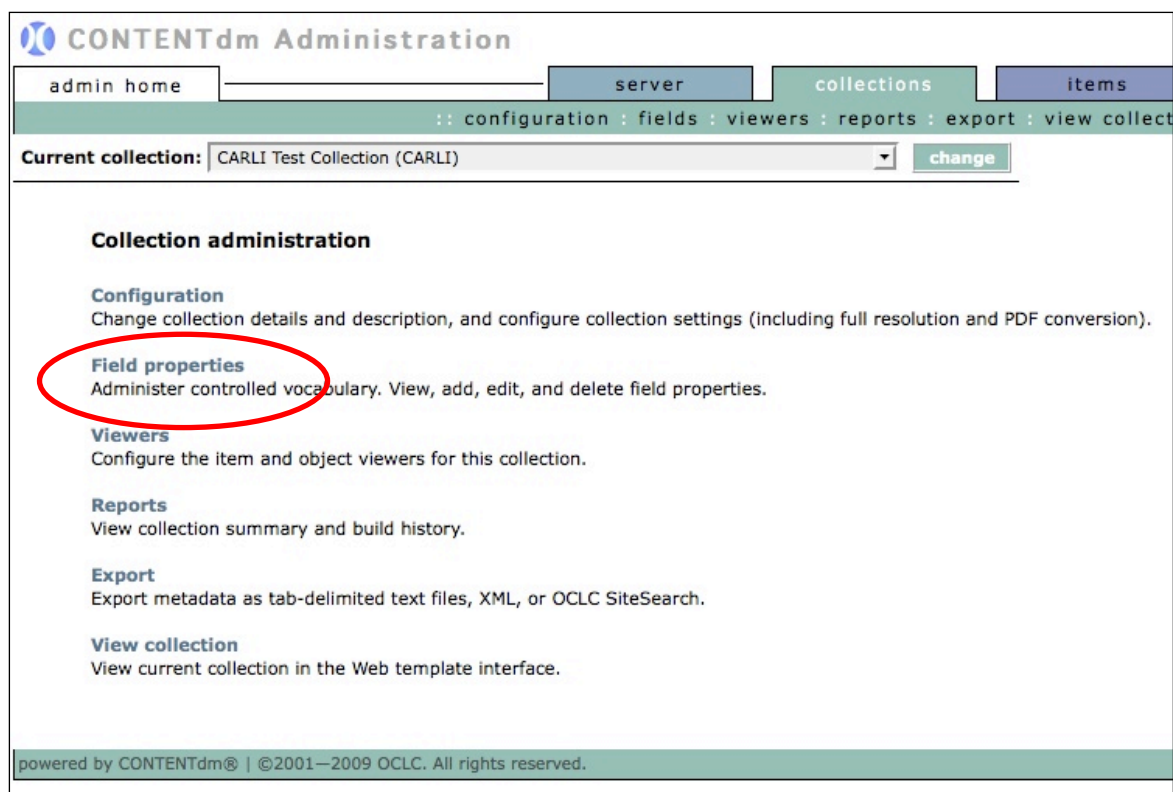 CONTENTdm Administration
admin home server collections items
:: configuration : fields : viewers : reports : export : view collect
Current collection: CARLI Test Collection (CARLI) change
Collection administration
Configuration
Change collection details and description, and configure collection settings (including full resolution and PDF conversion).
Field properties
Administer controlled vocabulary. View, add, edit, and delete field properties.
Viewers
Configure the item and object viewers for this collection.
Reports
View collection summary and build history.
Export
Export metadata as tab-delimited text files, XML, or OCLC SiteSearch.
View collection
View current collection in the Web template interface.
powered by CONTENTdm® | ©2001—2009 OCLC. All rights reserved.